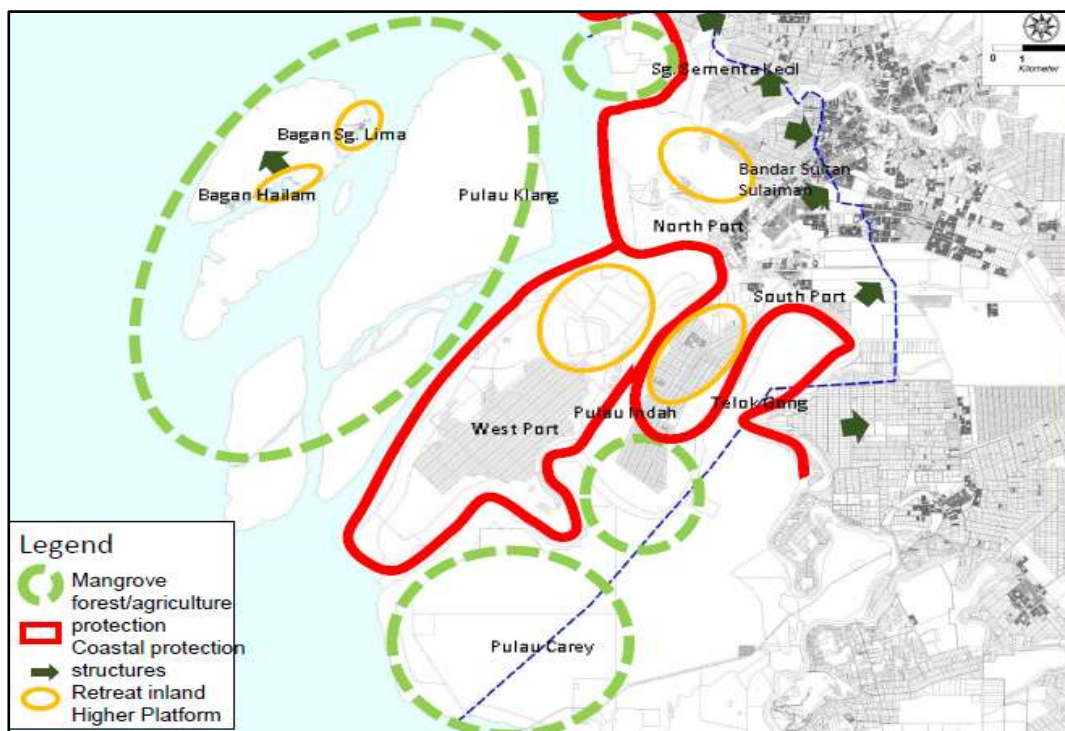 0 1
Kilometer
Sg. Sementa Kecil
Bagan Sg. Lima
Bandar Sultan
Sulaiman
Bagan Hailam
Pulau Klang
North Port
South Port
Telok Gong
Pulau Indah
West Port
Pulau Carey
Legend
Mangrove
forest/agriculture
protection
Coastal protection
structures
Retreat inland
Higher Platform